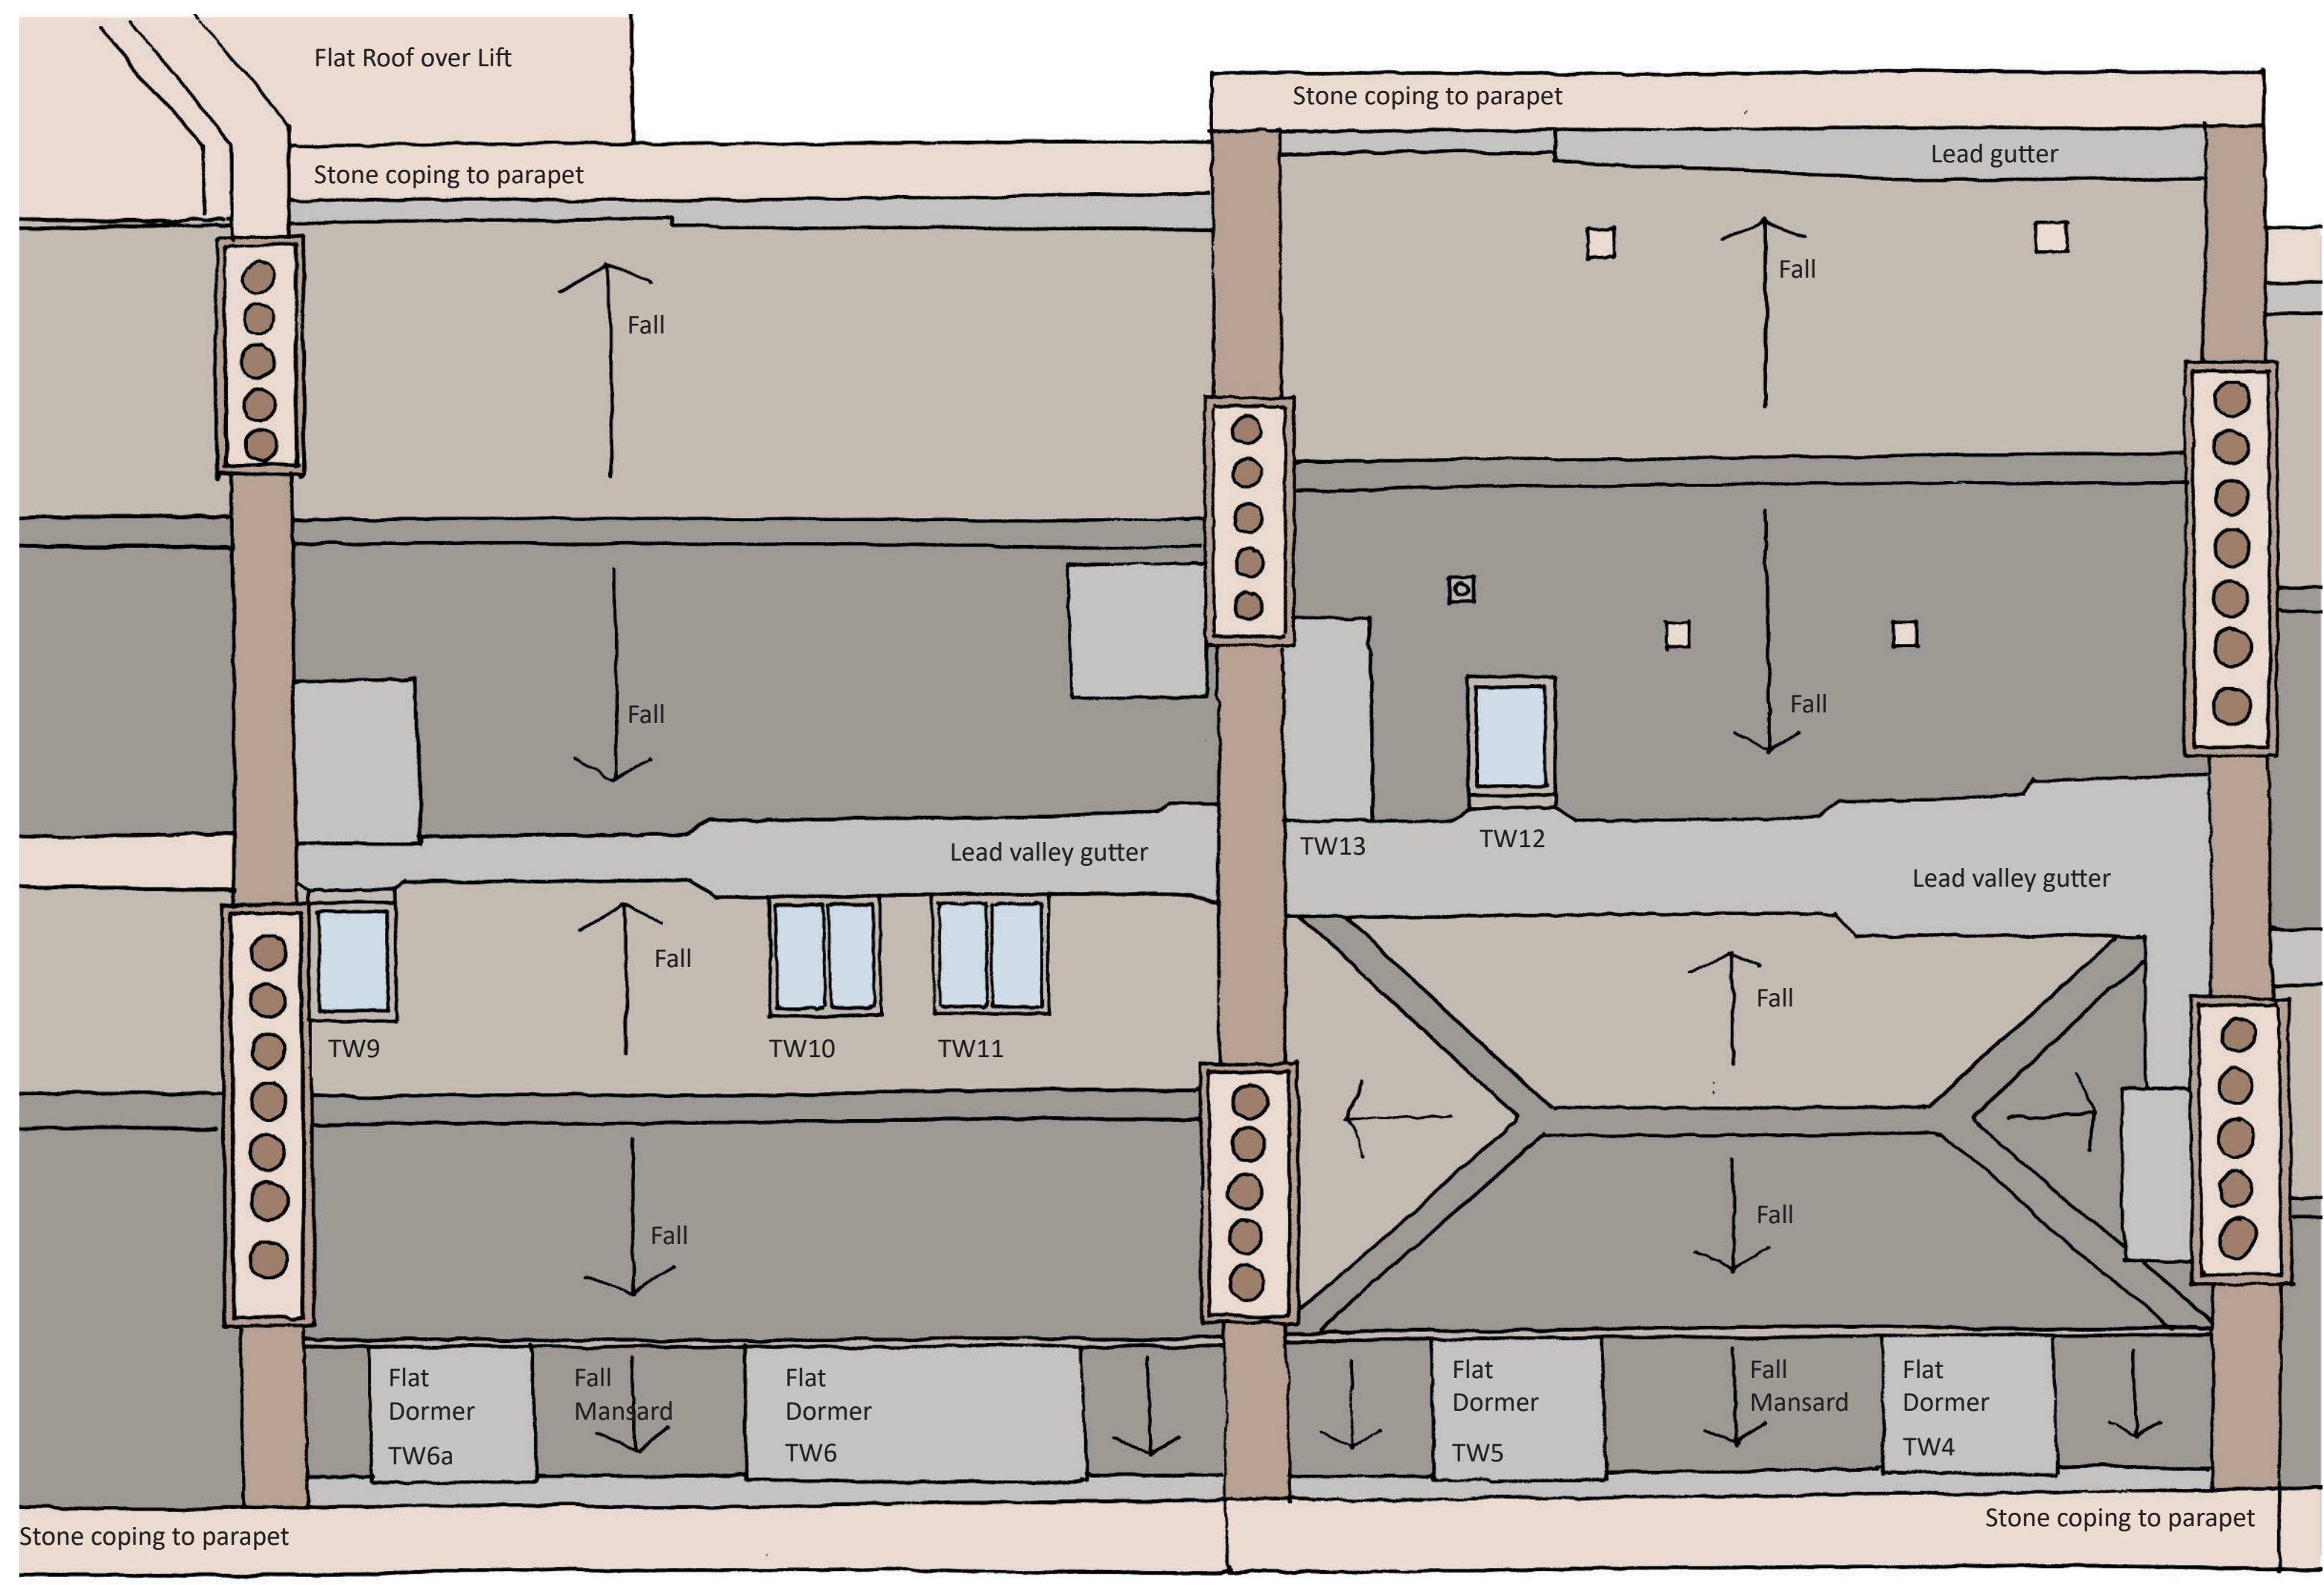 Flat Roof over Lift
Stone coping to parapet
Stone coping to parapet
Lead gutter
Fall
Fall
Fall
Fall
TW13
TW12
Lead valley gutter
Lead valley gutter
Fall
Fall
TW9
TW10
TW11
Fall
Fall
Flat
Dormer
TW6a
Fall
Mansard
Flat
Dormer
TW6
Flat
Dormer
TW5
Fall
Mansard
Flat
Dormer
TW4
Stone coping to parapet
Stone coping to parapet